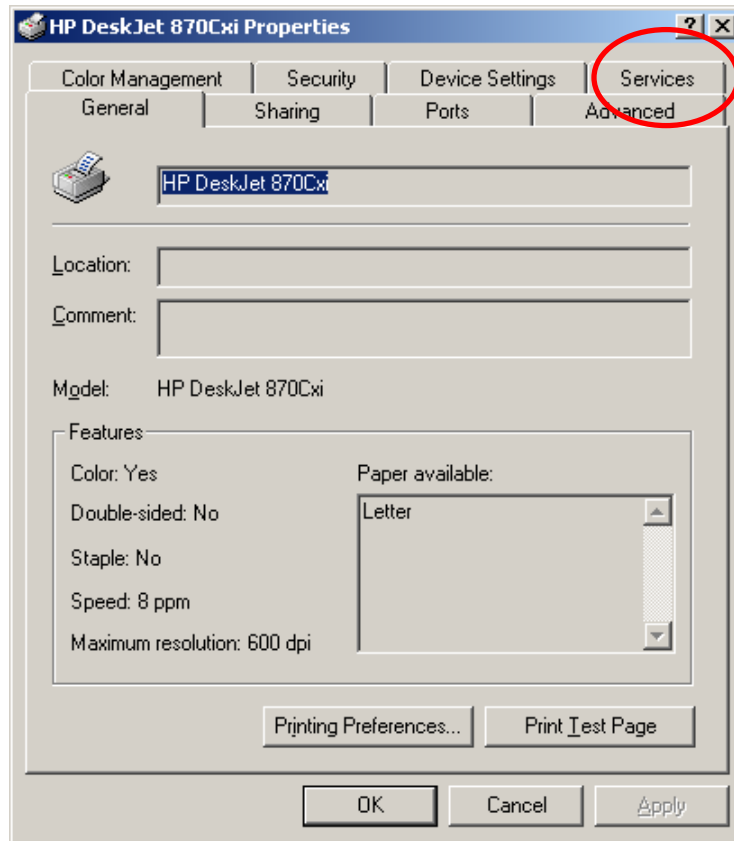 HP DeskJet 870Cxi Properties
Color Management Security Device Settings Services
General Sharing Ports Advanced
HP DeskJet 870Cxi
Location:
Comment:
Model: HP DeskJet 870Cxi
Features
Color: Yes
Paper available:
Double-sided: No
Letter
Staple: No
Speed: 8 ppm
Maximum resolution: 600 dpi
Printing Preferences... Print Test Page
OK Cancel Apply